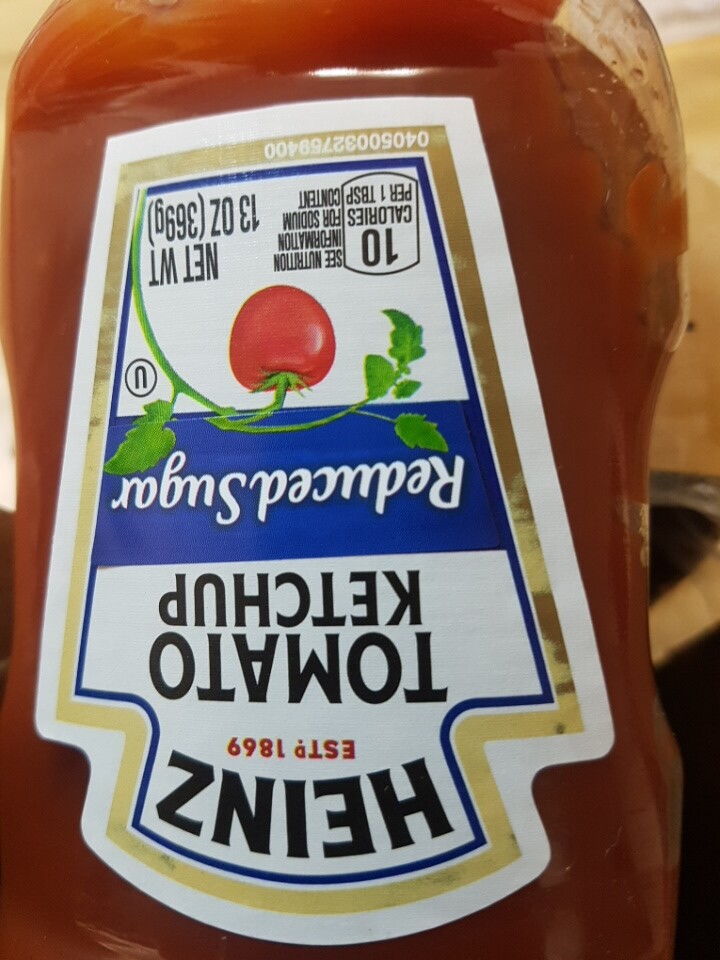 HEINZ
ESTD 1869
TOMATO
KETCHUP
Reduced Sugar
U
10
CALORIES
PER 1 TBSP
SEE NUTRITION
INFORMATION
FOR SODIUM
CONTENT
NET WT
13 OZ (369g)